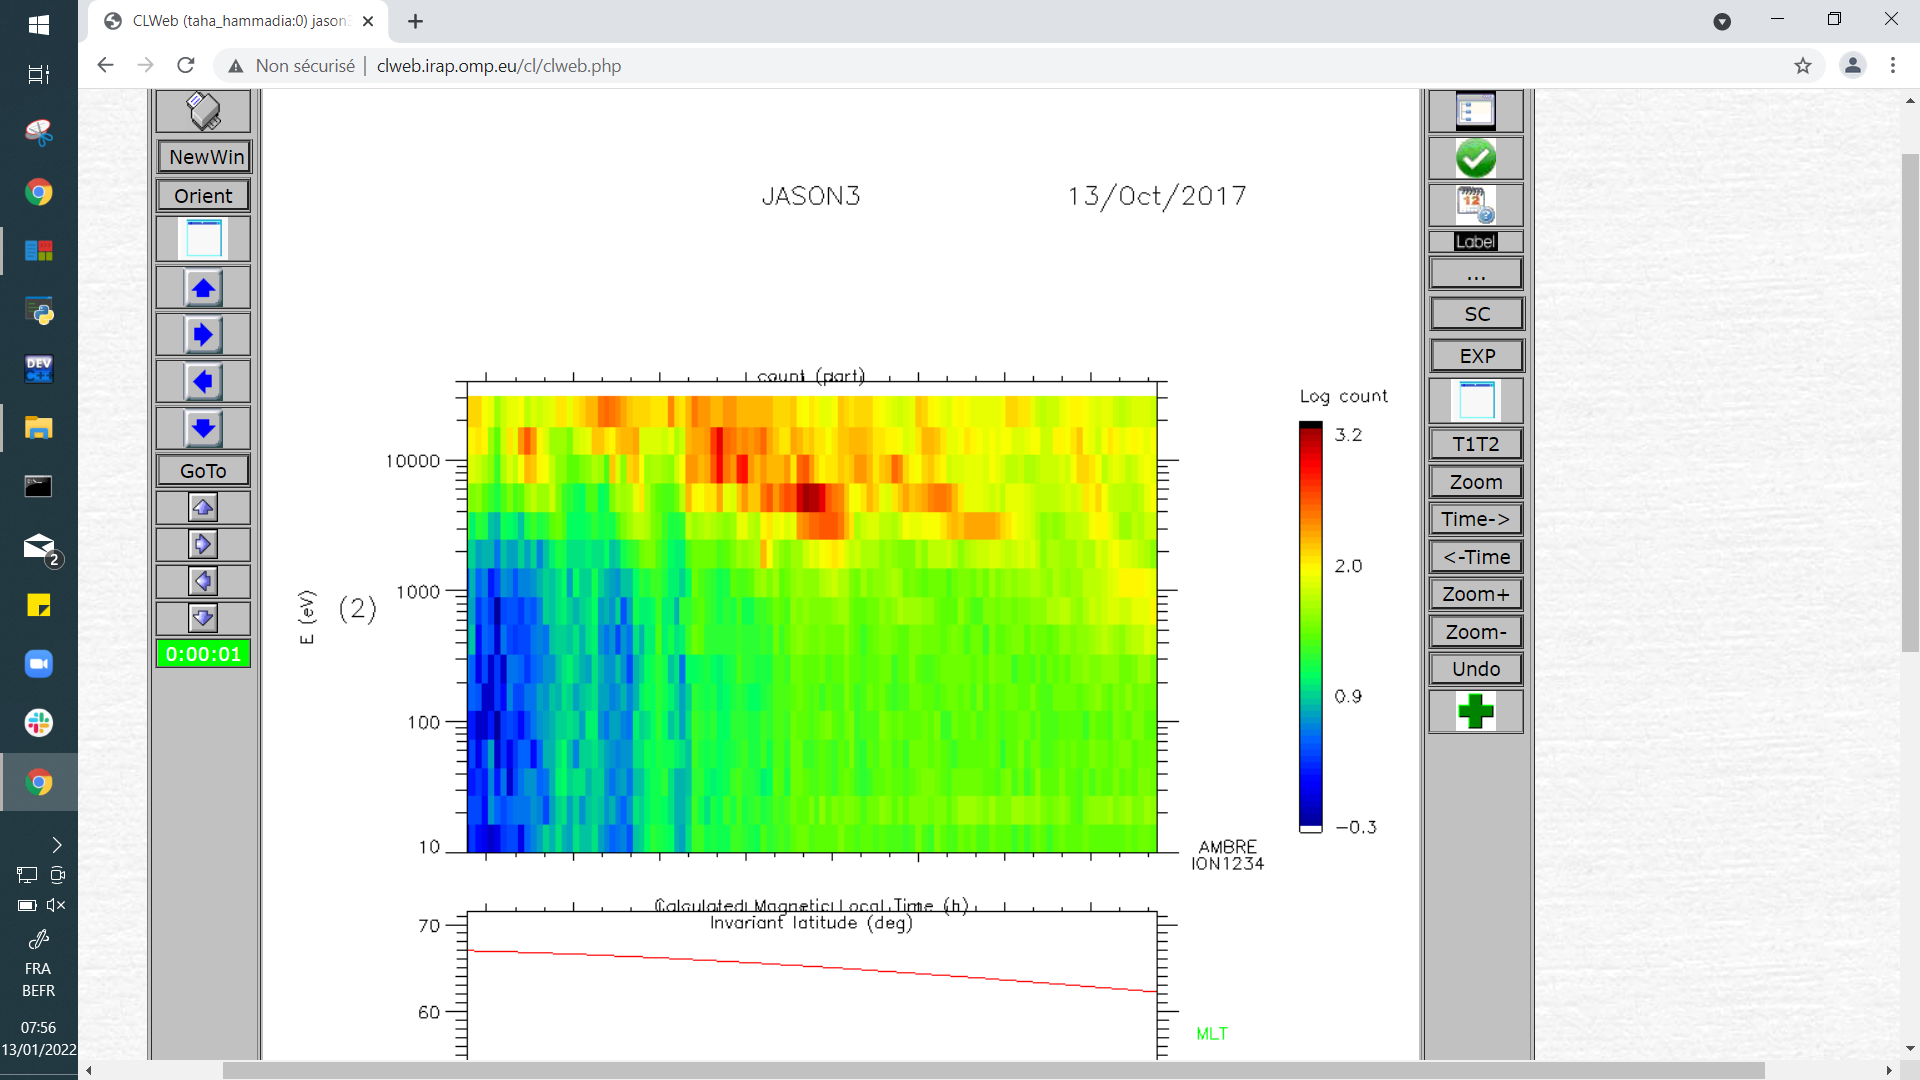 CLWeb (taha_hammadia:0) jason3
Non sécurisé
clweb.irap.omp.eu/cl/clweb.php
NewWin
Orient
GoTo
0:00:01
JASON3
13/Oct/2017
count (part)
E (eV)
(2)
10000
1000
100
10
Log count
3.2
2.0
0.9
-0.3
AMBRE
ION1234
Calculated Magnetic Local Time (h)
Invariant latitude (deg)
70
60
MLT
12
Label
...
SC
EXP
T1T2
Zoom
Time->
<-Time
Zoom+
Zoom-
Undo
DEV
C++
2
FRA
BEFR
07:56
13/01/2022